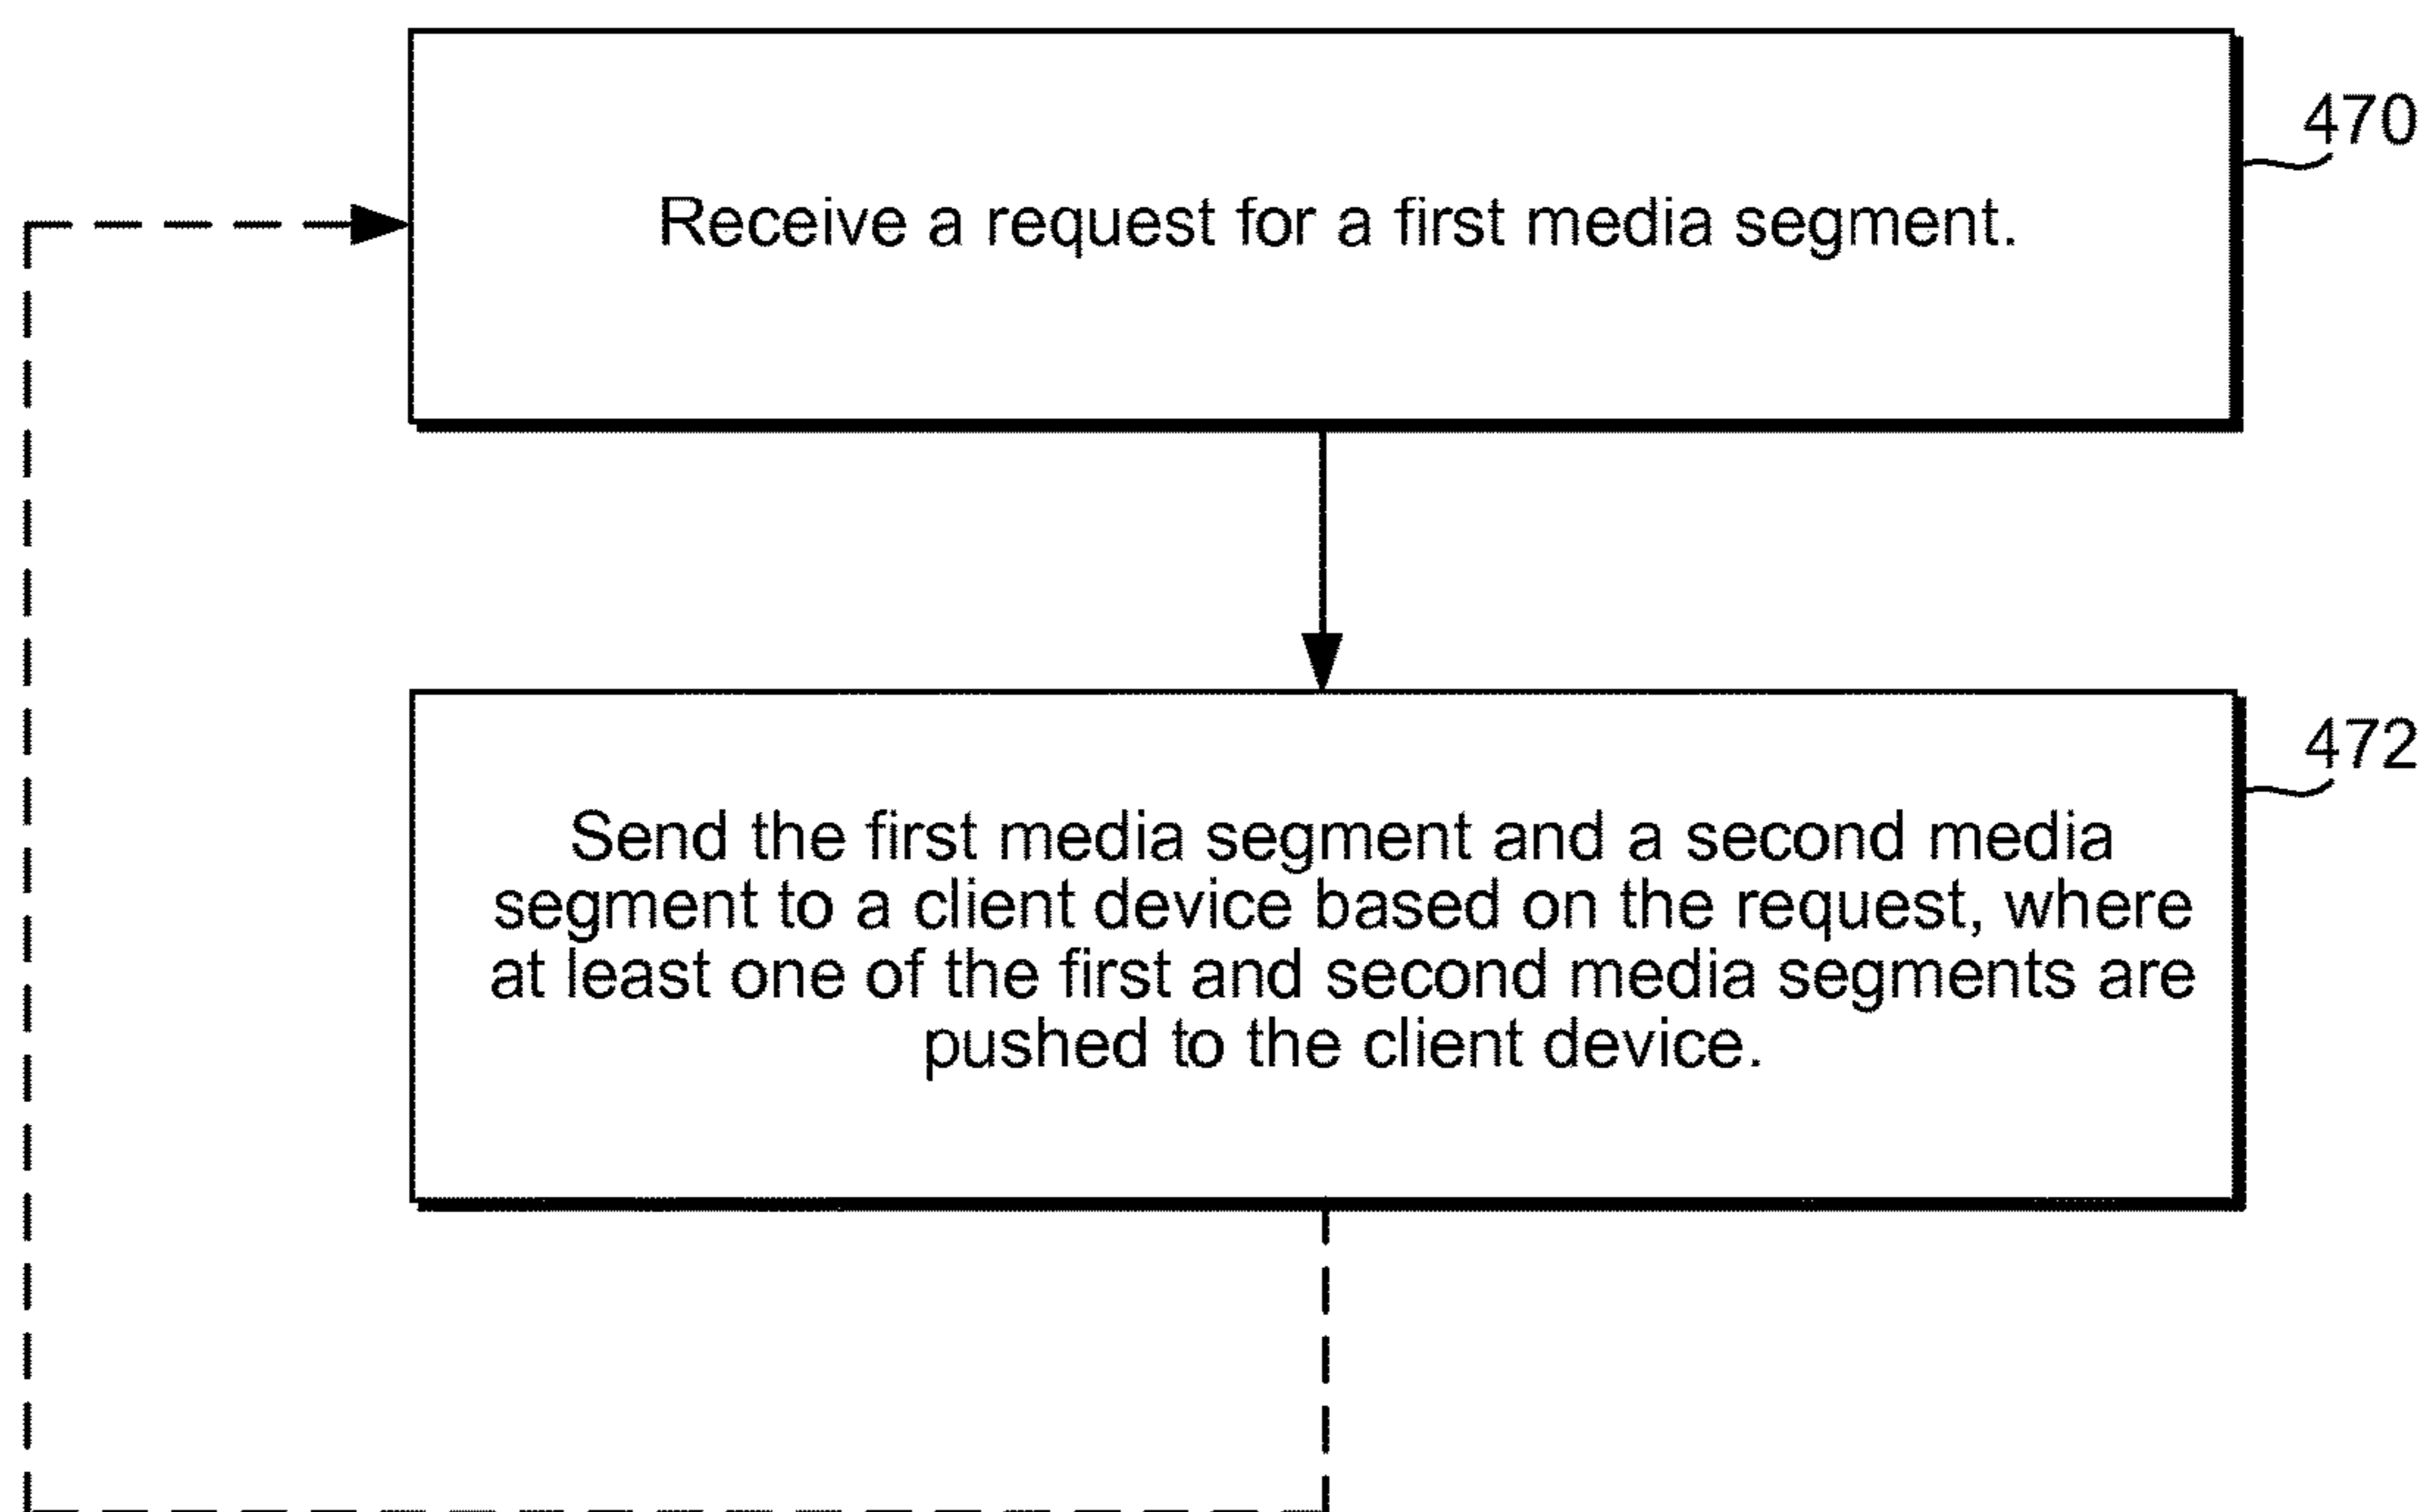 470
Receive a request for a first media segment.
472
Send the first media segment and a second media
segment to a client device based on the request, where
at least one of the first and second media segments are
pushed to the client device.